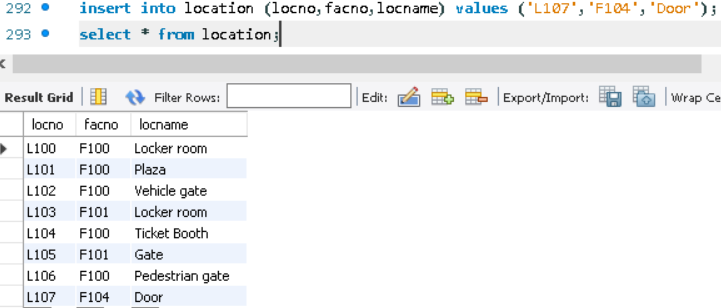 292 insert into location (locno,facno,locname) values ('L107','F104','Door');
293 select * from location;
Result Grid Filter Rows: Edit: Export/Import: Wrap Ce
locno facno locname
L100 F100 Locker room
L101 F100 Plaza
L102 F100 Vehicle gate
L103 F101 Locker room
L104 F100 Ticket Booth
L105 F101 Gate
L106 F100 Pedestrian gate
L107 F104 Door